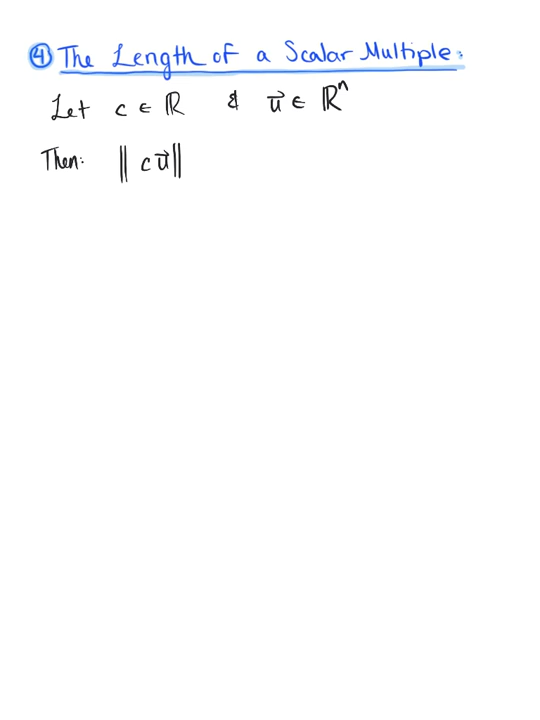 ④ The Length of a Scalar Multiple:
Let c ∈ ℝ & u⃗ ∈ ℝⁿ
Then: ‖ c u⃗ ‖